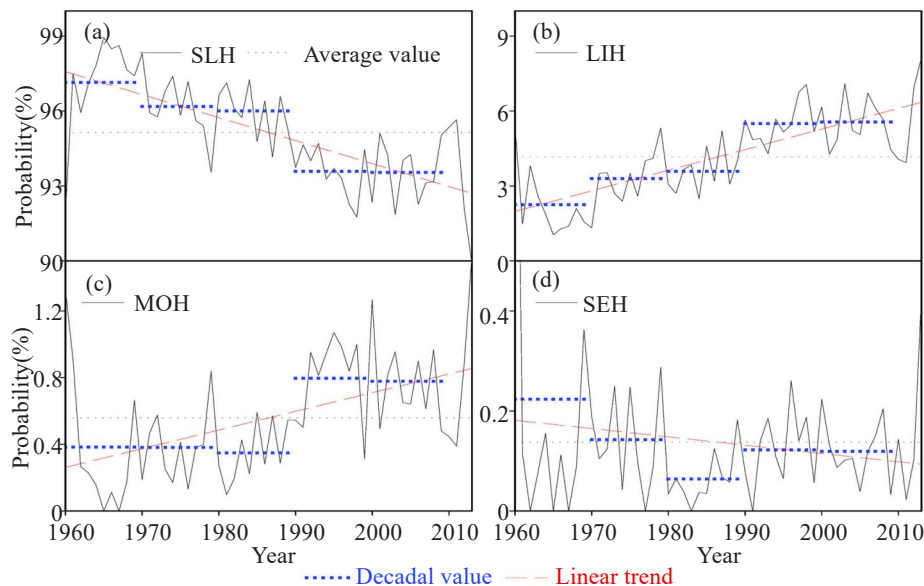 99
(a)
SLH
Average value
96
93
90
Probability(%)
9
(b)
LIH
6
3
0
(c)
MOH
1.2
0.8
0.4
0
Probability(%)
(d)
SEH
0.4
0.2
0
1960 1970 1980 1990 2000 2010
Year
1960 1970 1980 1990 2000 2010
Year
Decadal value
Linear trend